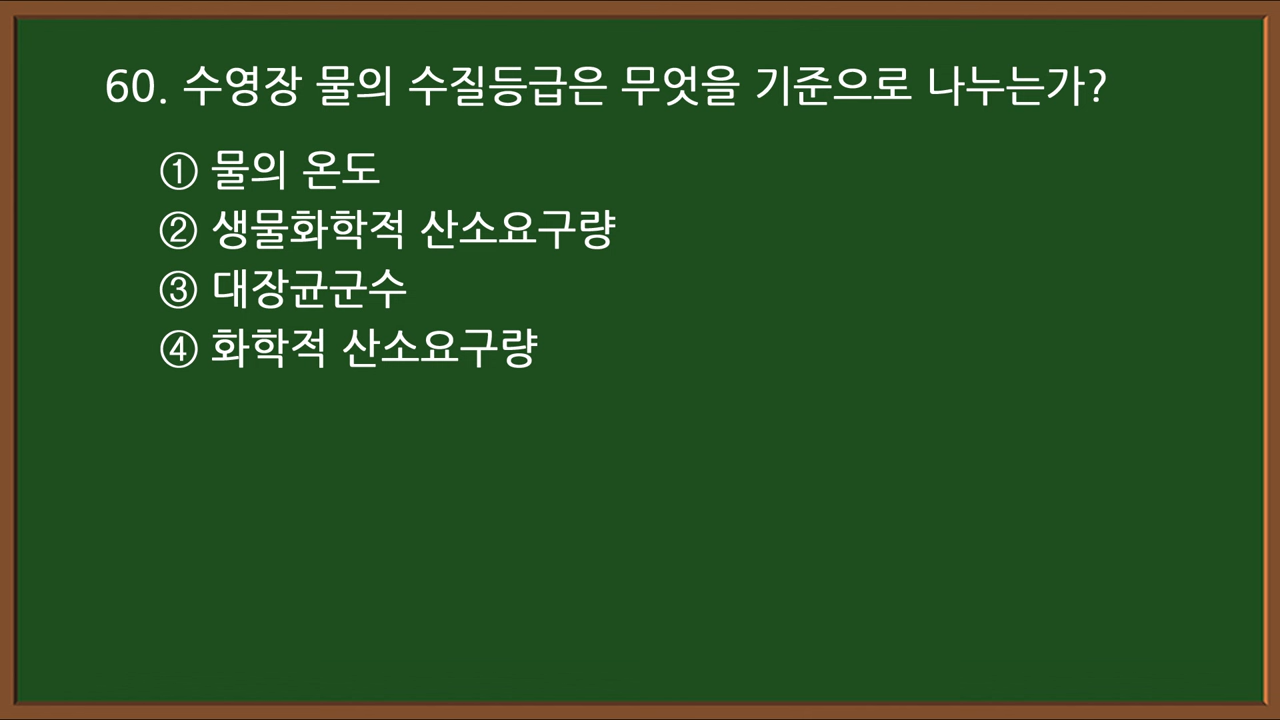 60. 수영장 물의 수질등급은 무엇을 기준으로 나누는가?
① 물의 온도
② 생물화학적 산소요구량
③ 대장균군수
④ 화학적 산소요구량